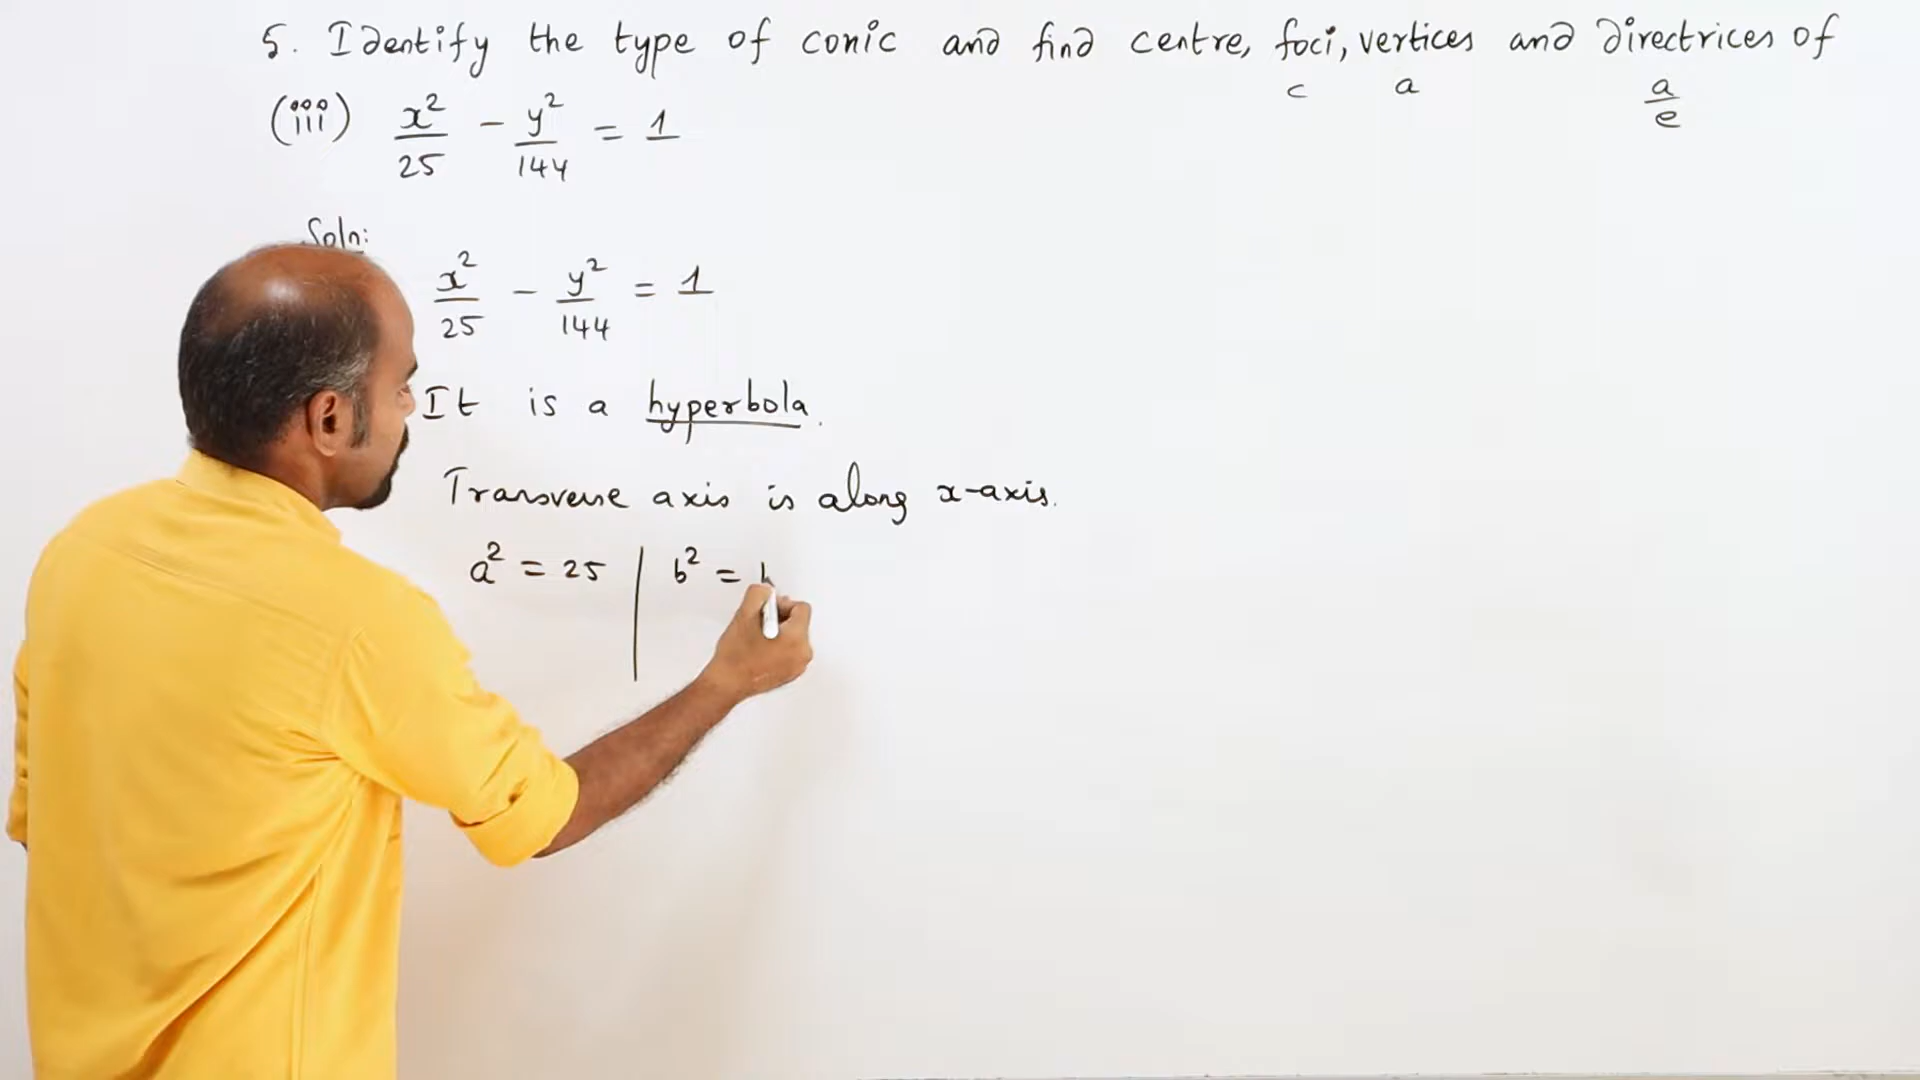 5. Identify the type of conic and find centre, foci, vertices and directrices of
c a a/e
(iii) x²/25 - y²/144 = 1
Soln:
x²/25 - y²/144 = 1
It is a hyperbola.
Transverse axis is along x-axis.
a² = 25 | b² = 1